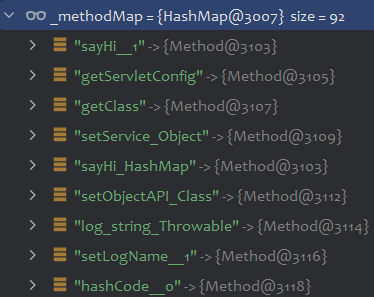 _methodMap = {HashMap@3007} size = 92
"sayHi__1" -> {Method@3103}
"getServletConfig" -> {Method@3105}
"getClass" -> {Method@3107}
"setService_Object" -> {Method@3109}
"sayHi_HashMap" -> {Method@3103}
"setObjectAPI_Class" -> {Method@3112}
"log_string_Throwable" -> {Method@3114}
"setLogName__1" -> {Method@3116}
"hashCode__0" -> {Method@3118}